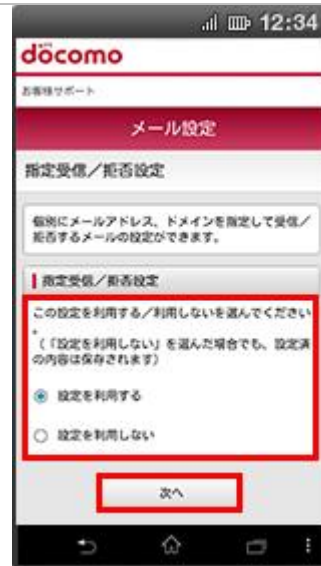 12:34
döcomo
お客様サポート
メール設定
指定受信／拒否設定
個別にメールアドレス、ドメインを指定して受信／
拒否するメールの設定ができます。
指定受信／拒否設定
この設定を利用する／利用しないを選んでください
。
（「設定を利用しない」を選んだ場合でも、設定済
の内容は保存されます）
設定を利用する
設定を利用しない
次へ